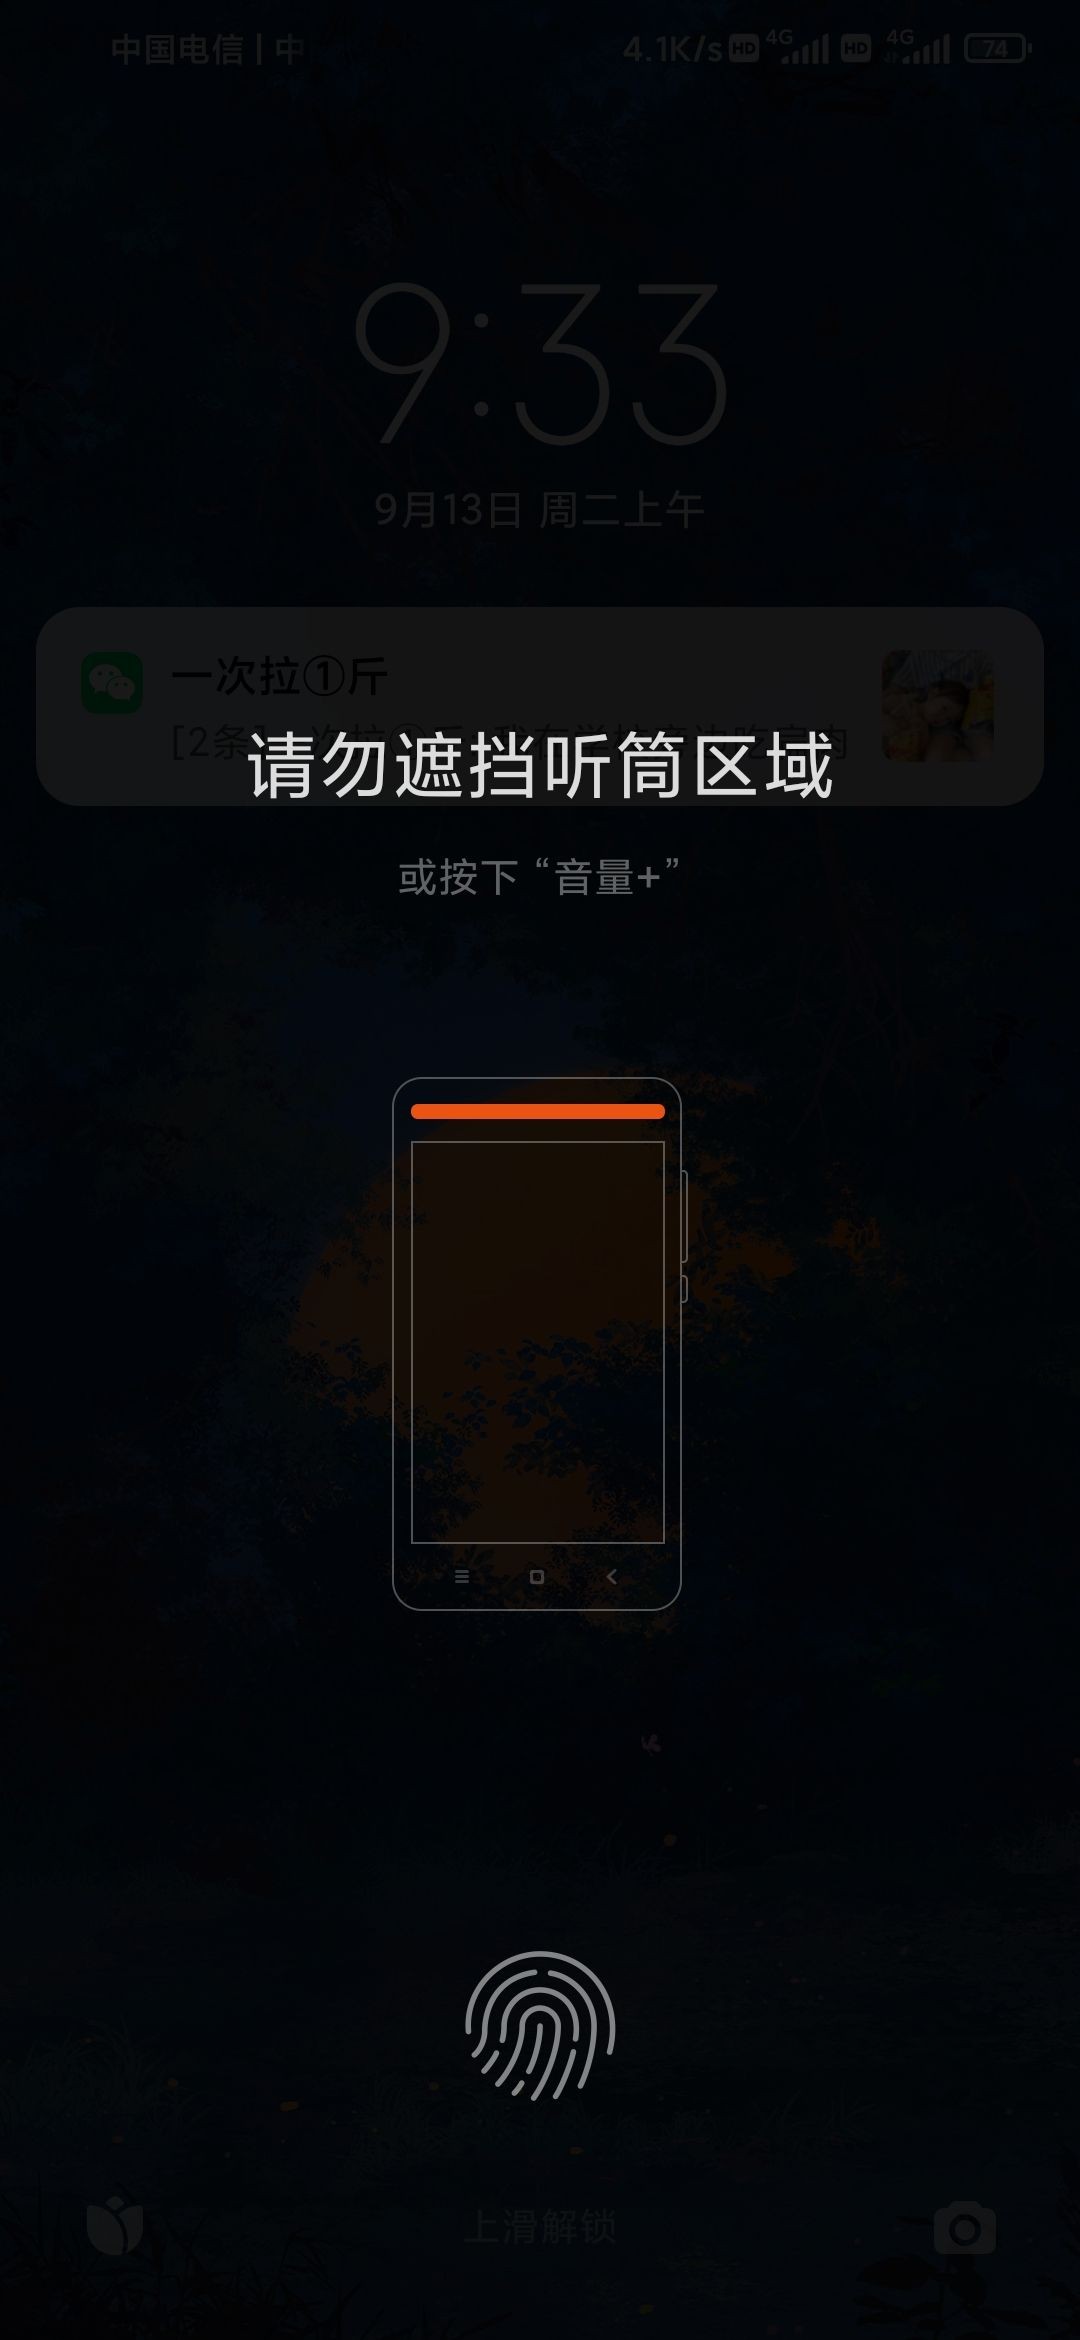 中国电信 | 中
4.1K/s HD 4G HD 4G 74
9:33
9月13日 周二上午
一次拉①斤
[2条]
请勿遮挡听筒区域
或按下 “音量+”
上滑解锁